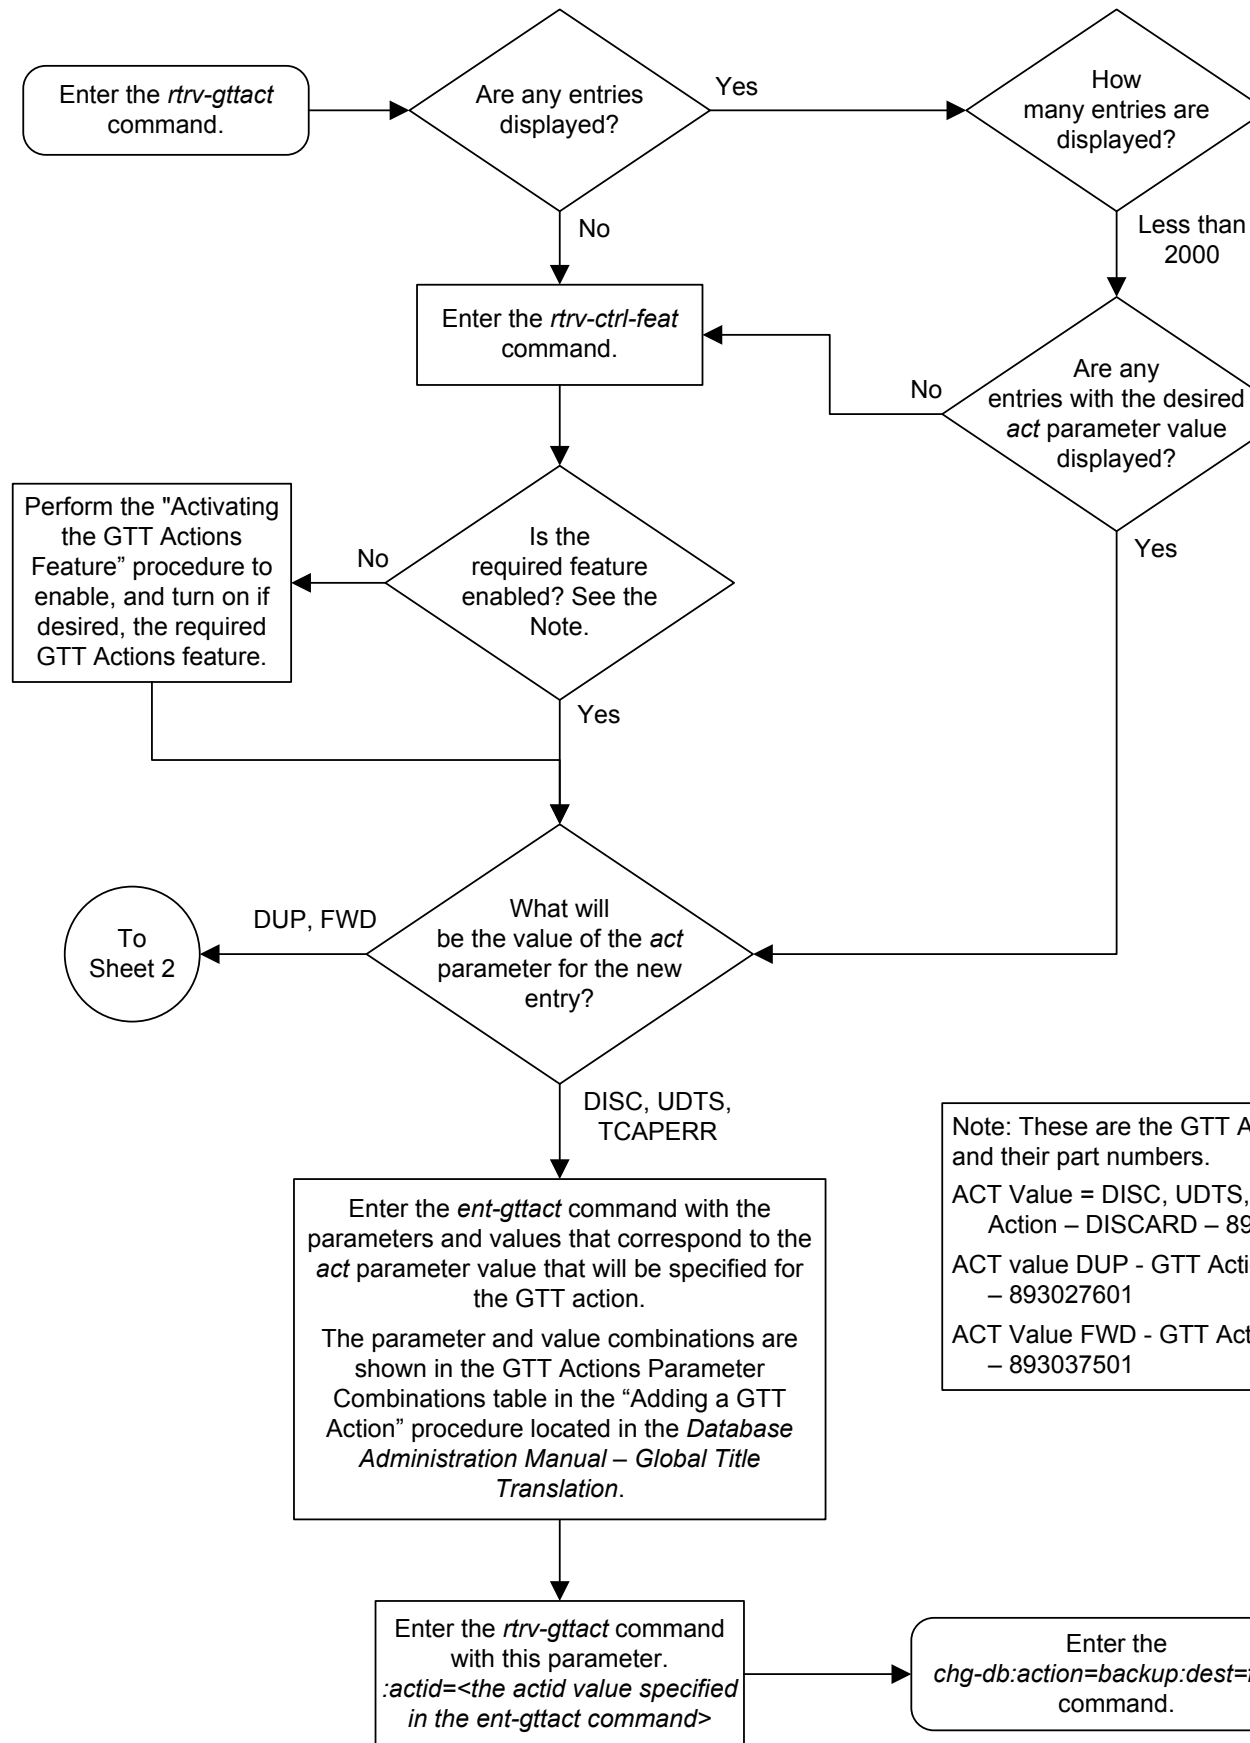 Enter the rtrv-gttact
command.
Are any entries
displayed?
Yes
How
many entries are
displayed?
No
Less than
2000
Enter the rtrv-ctrl-feat
command.
No
Are any
entries with the desired
act parameter value
displayed?
Yes
Perform the "Activating
the GTT Actions
Feature” procedure to
enable, and turn on if
desired, the required
GTT Actions feature.
No
Is the
required feature
enabled? See the
Note.
Yes
To
Sheet 2
DUP, FWD
What will
be the value of the act
parameter for the new
entry?
DISC, UDTS,
TCAPERR
Note: These are the GTT
and their part numbers.
ACT Value = DISC, UDTS,
Action – DISCARD –
ACT value DUP - GTT
– 893027601
ACT Value FWD - GTT
– 893037501
Enter the ent-gttact command with the
parameters and values that correspond to the
act parameter value that will be specified for
the GTT action.
The parameter and value combinations are
shown in the GTT Actions Parameter
Combinations table in the “Adding a GTT
Action” procedure located in the Database
Administration Manual – Global Title
Translation.
Enter the rtrv-gttact command
with this parameter.
:actid=<the actid value specified
in the ent-gttact command>
Enter the
chg-db:action=backup:dest=
command.